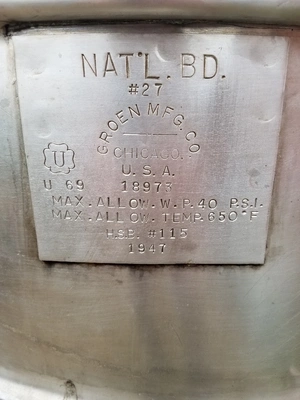 NAT'L. BD.
#27
GROEN MFG. CO.
CHICAGO.
U.S.A.
U
U 69 18973
MAX. ALLOW. W.P. 40 P.S.I.
MAX. ALLOW. TEMP. 650°F
H.S.B. #115
1947